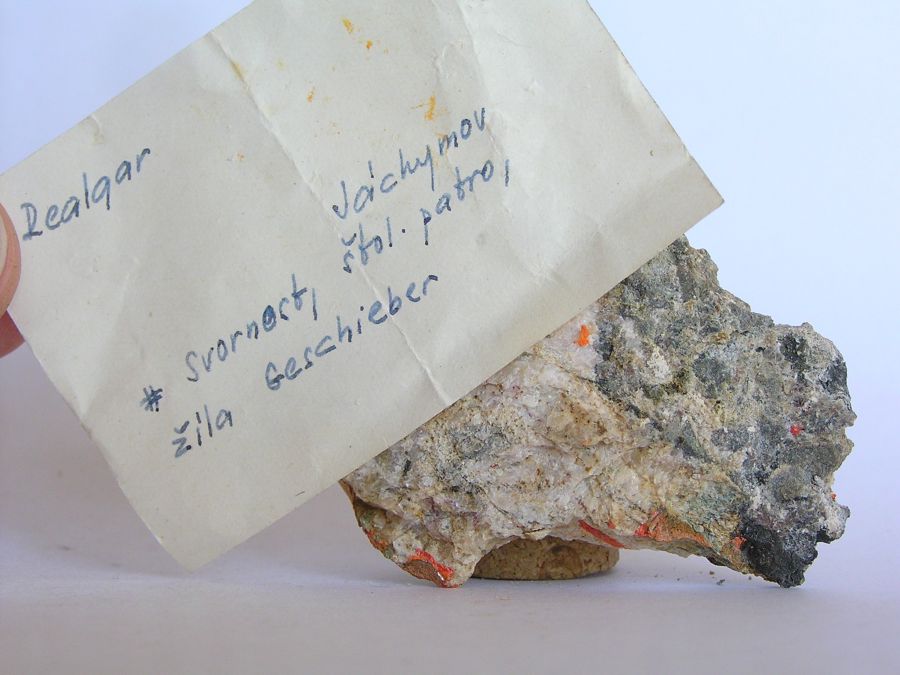 Realgar
Jáchymov
# Svornost, štol. patro,
žíla Geschieber